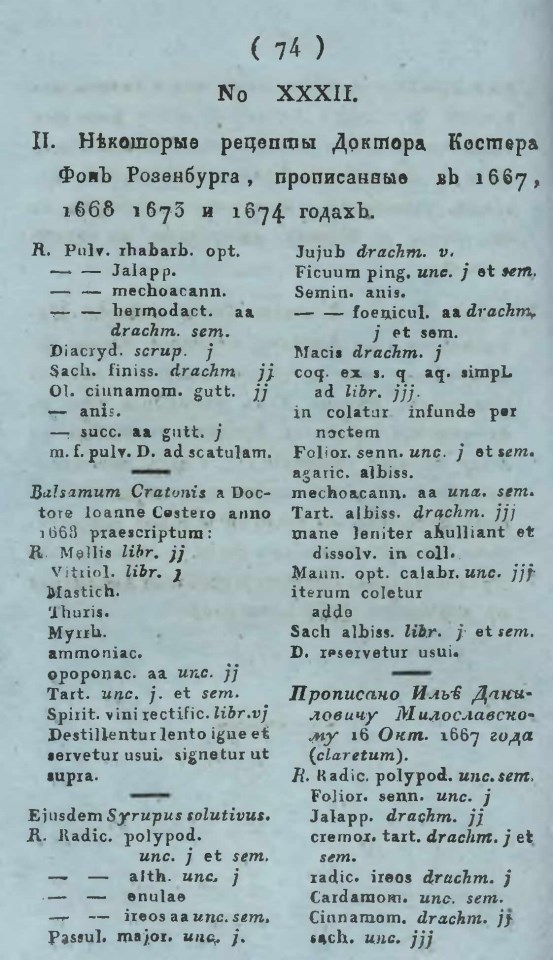 ( 74 )
No XXXII.
II. Нѣкоторые рецепты Доктора Костера
Фонъ Розенбурга, прописанные въ 1667,
1668 1673 и 1674 годахъ.
R. Pulv. rhabarb. opt.
— — Jalapp.
— — mechoacann.
— — hermodact. aa
drachm. sem.
Diacryd. scrup. j
Sach. finiss. drachm jj
Ol. cinnamom. gutt. jj
— anis.
— succ. aa gutt. j
m. f. pulv. D. ad scatulam.
Balsamum Cratonis a Doc-
tore Ioanne Costero anno
1668 praescriptum:
R. Mellis libr. jj
Vitriol. libr. j
Mastich.
Thuris.
Myrrh.
ammoniac.
opoponac. aa unc. jj
Tart. unc. j. et sem.
Spirit. vini rectific. libr. vj
Destillentur lento igne et
servetur usui. signetur ut
supra.
Ejusdem Syrupus solutivus.
R. Radic. polypod.
unc. j et sem.
— — alth. unc. j
— — enulae
— — ireos aa unc. sem.
Passul. major. unc. j.
Jujub drachm. v.
Ficuum ping. unc. j et sem.
Semin. anis.
— — foenicul. aa drachm.
j et sem.
Macis drachm. j
coq. ex s. q aq. simpl.
ad libr. jjj.
in colatur infunde per
noctem
Folior. senn. unc. j et sem.
agaric. albiss.
mechoacann. aa una. sem.
Tart. albiss. drachm. jjj
mane leniter ahulliant et
dissolv. in coll.
Mann. opt. calabr. unc. jjj
iterum coletur
adde
Sach albiss. libr. j et sem.
D. reservetur usui.
Прописано Ильѣ Дани-
ловичу Милославско-
му 16 Окт. 1667 года
(claretum).
R. Radic. polypod. unc. sem.
Folior. senn. unc. j
Jalapp. drachm. jj
cremor. tart. drachm. j et
sem.
radic. ireos drachm. j
Cardamom. unc. sem.
Cinnamom. drachm. jj
sach. unc. jjj